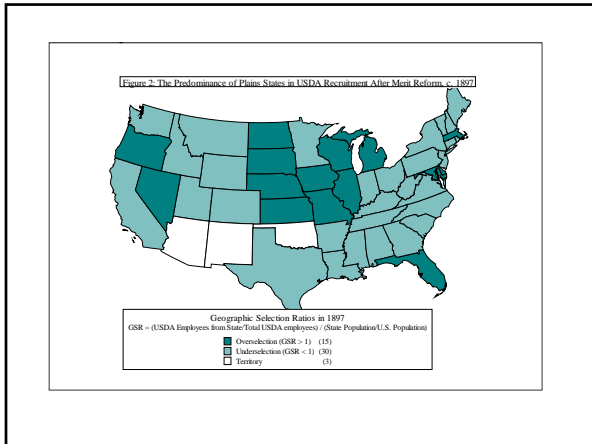 Figure 2: The Predominance of Plains States in USDA Recruitment After Merit Reform, c. 1897
Geographic Selection Ratios in 1897
GSR = (USDA Employees from State/Total USDA employees) / (State Population/U.S. Population)
Overselection (GSR > 1) (15)
Underselection (GSR < 1) (30)
Territory (3)